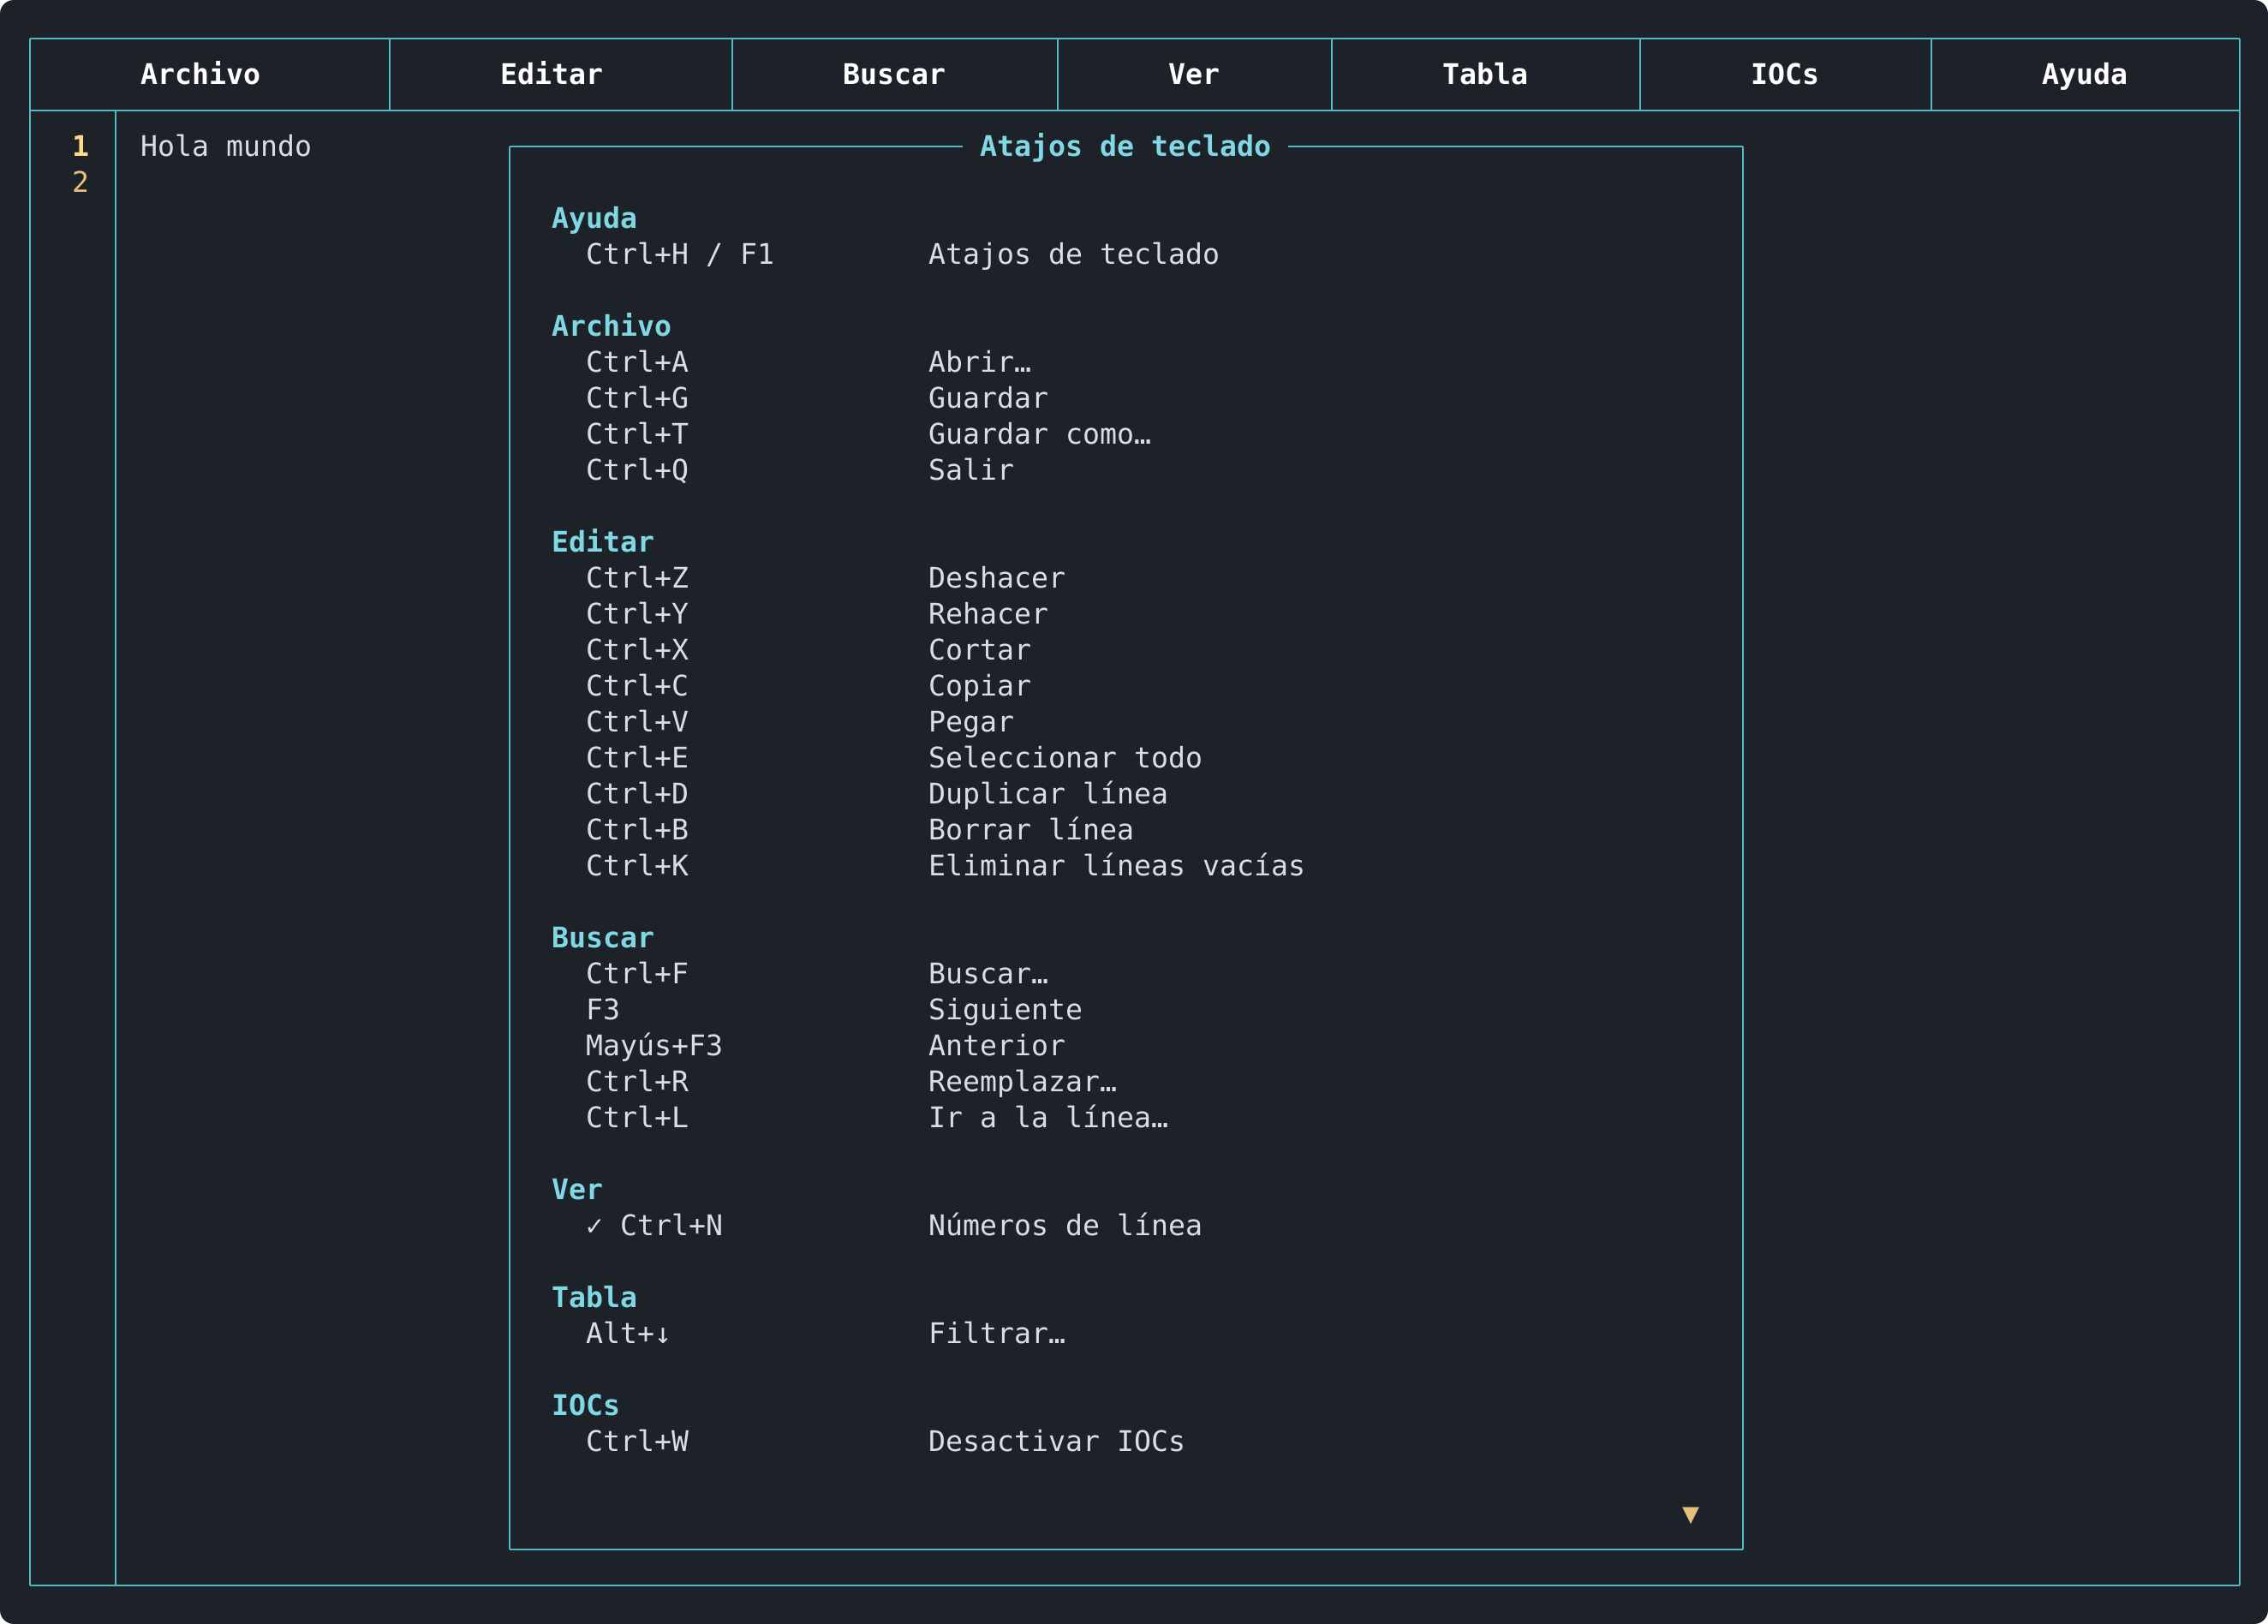 Archivo Editar Buscar Ver Tabla IOCs Ayuda
1 Hola mundo
2
Atajos de teclado
Ayuda
Ctrl+H / F1 Atajos de teclado
Archivo
Ctrl+A Abrir…
Ctrl+G Guardar
Ctrl+T Guardar como…
Ctrl+Q Salir
Editar
Ctrl+Z Deshacer
Ctrl+Y Rehacer
Ctrl+X Cortar
Ctrl+C Copiar
Ctrl+V Pegar
Ctrl+E Seleccionar todo
Ctrl+D Duplicar línea
Ctrl+B Borrar línea
Ctrl+K Eliminar líneas vacías
Buscar
Ctrl+F Buscar…
F3 Siguiente
Mayús+F3 Anterior
Ctrl+R Reemplazar…
Ctrl+L Ir a la línea…
Ver
✓ Ctrl+N Números de línea
Tabla
Alt+↓ Filtrar…
IOCs
Ctrl+W Desactivar IOCs
▼